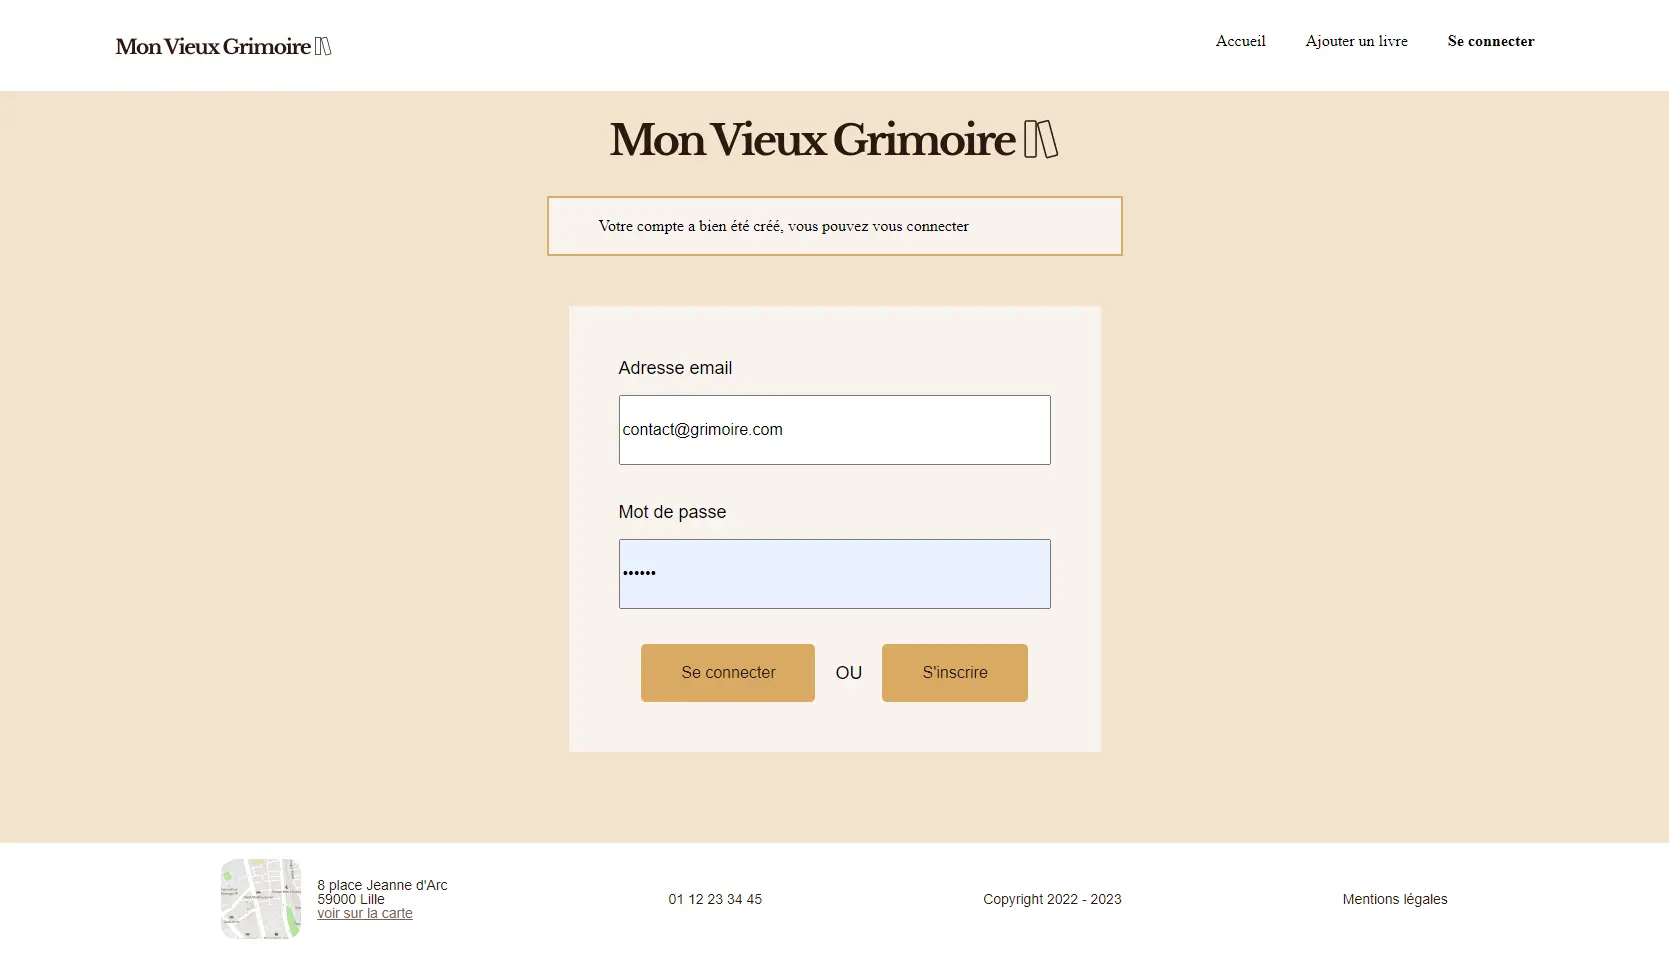 Mon Vieux Grimoire
Accueil
Ajouter un livre
Se connecter
Mon Vieux Grimoire
Votre compte a bien été créé, vous pouvez vous connecter
Adresse email
contact@grimoire.com
Mot de passe
••••••
Se connecter
OU
S'inscrire
8 place Jeanne d'Arc
59000 Lille
voir sur la carte
01 12 23 34 45
Copyright 2022 - 2023
Mentions légales